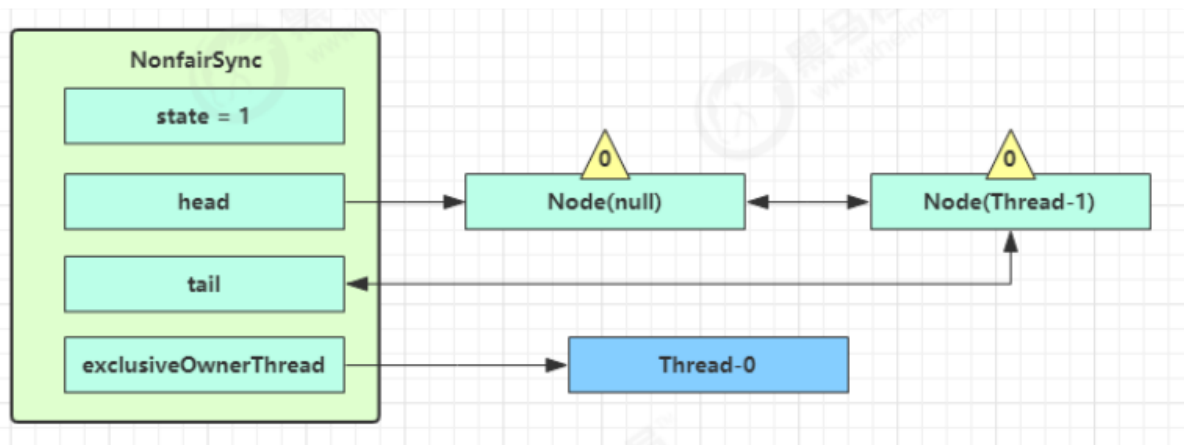 NonfairSync
state = 1
0
0
head
Node(null)
Node(Thread-1)
tail
exclusiveOwnerThread
Thread-0